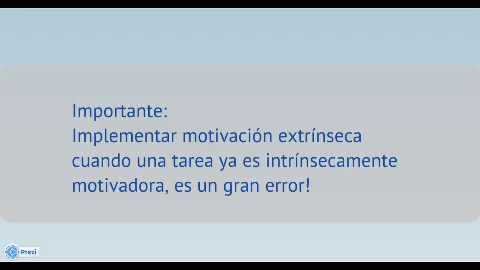 Importante:
Implementar motivación extrínseca
cuando una tarea ya es intrínsecamente
motivadora, es un gran error!
Prezi